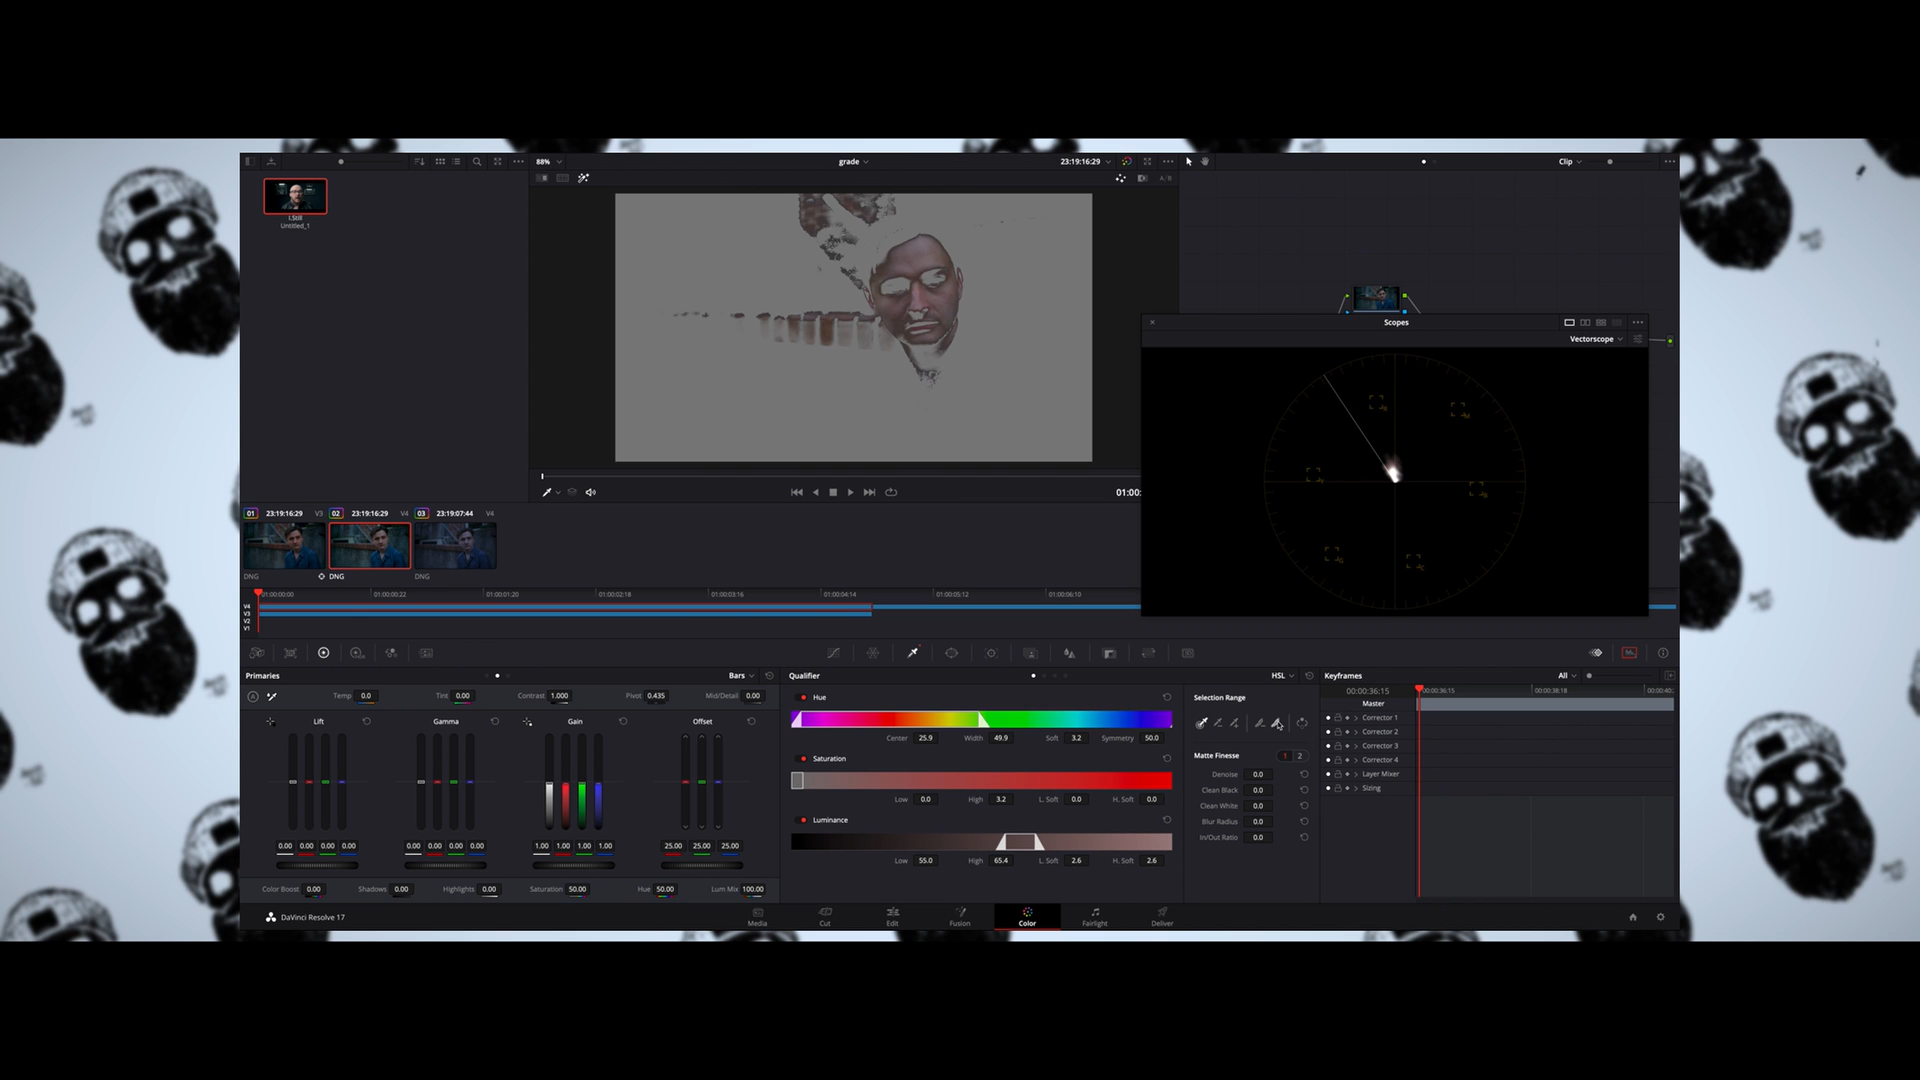 88%
grade
23:19:16:29
Clip
1.Still
Untitled_1
Scopes
Vectorscope
01:00:
01 23:19:16:29 V3
02 23:19:16:29 V4
03 23:19:07:44 V4
DNG
DNG
DNG
01:00:00:00 01:00:00:22 01:00:01:20 01:00:02:18 01:00:03:16 01:00:04:14 01:00:05:12 01:00:06:10
V4
V3
V2
V1
Primaries
Bars
Temp 0.0 Tint 0.00 Contrast 1.000 Pivot 0.435 Mid/Detail 0.00
Lift Gamma Gain Offset
0.00 0.00 0.00 0.00 0.00 0.00 0.00 0.00 1.00 1.00 1.00 1.00 25.00 25.00 25.00
Color Boost 0.00 Shadows 0.00 Highlights 0.00 Saturation 50.00 Hue 50.00 Lum Mix 100.00
Qualifier
HSL
Hue
Center 25.9 Width 49.9 Soft 3.2 Symmetry 50.0
Saturation
Low 0.0 High 3.2 L. Soft 0.0 H. Soft 0.0
Luminance
Low 55.0 High 65.4 L. Soft 2.6 H. Soft 2.6
Selection Range
Matte Finesse 1 2
Denoise 0.0
Clean Black 0.0
Clean White 0.0
Blur Radius 0.0
In/Out Ratio 0.0
Keyframes
All
00:00:36:15 00:00:36:15 00:00:38:18 00:00:40:
Master
Corrector 1
Corrector 2
Corrector 3
Corrector 4
Layer Mixer
Sizing
DaVinci Resolve 17
Media Cut Edit Fusion Color Fairlight Deliver